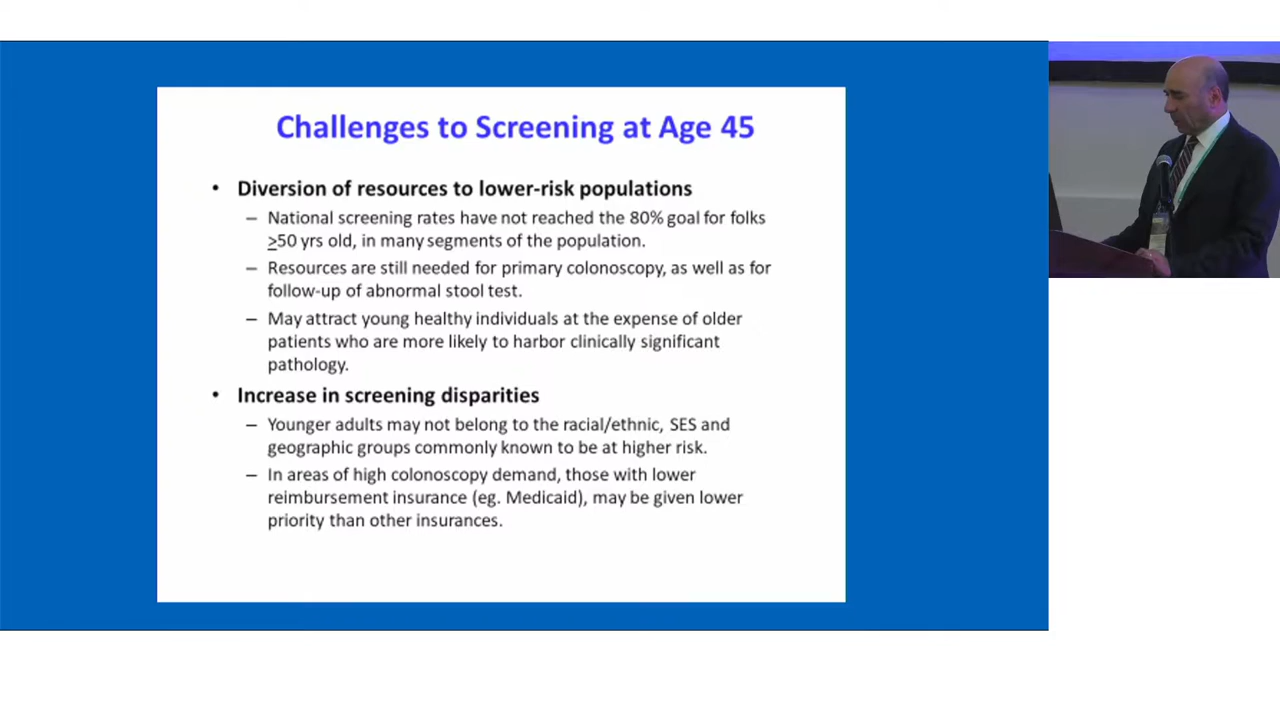 Challenges to Screening at Age 45
• Diversion of resources to lower-risk populations
– National screening rates have not reached the 80% goal for folks
≥50 yrs old, in many segments of the population.
– Resources are still needed for primary colonoscopy, as well as for
follow-up of abnormal stool test.
– May attract young healthy individuals at the expense of older
patients who are more likely to harbor clinically significant
pathology.
• Increase in screening disparities
– Younger adults may not belong to the racial/ethnic, SES and
geographic groups commonly known to be at higher risk.
– In areas of high colonoscopy demand, those with lower
reimbursement insurance (eg. Medicaid), may be given lower
priority than other insurances.